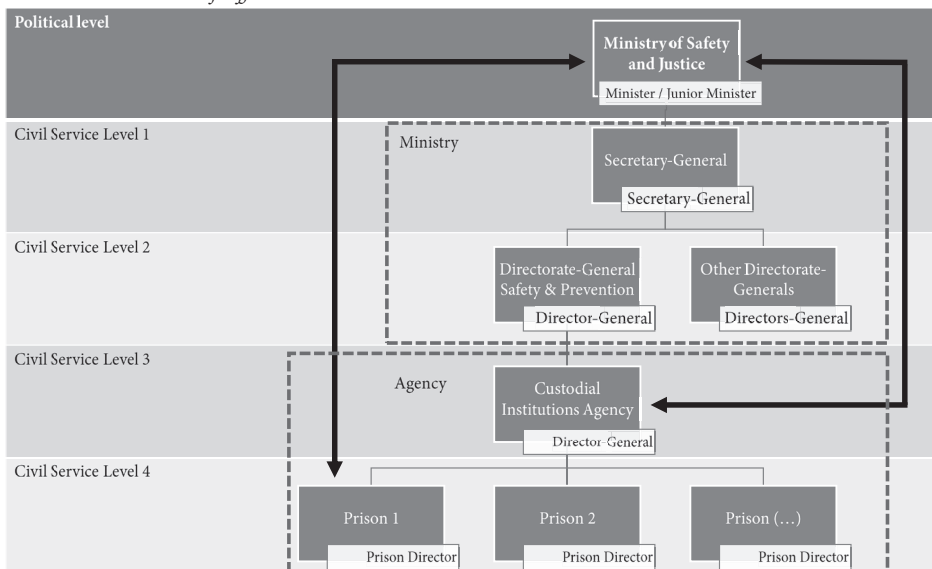 Political level
Ministry of Safety
and Justice
Minister / Junior Minister
Civil Service Level 1
Ministry
Secretary-General
Secretary-General
Civil Service Level 2
Directorate-General
Safety & Prevention
Director-General
Other Directorate-
Generals
Directors-General
Civil Service Level 3
Agency
Custodial
Institutions Agency
Director-General
Civil Service Level 4
Prison 1
Prison Director
Prison 2
Prison Director
Prison (…)
Prison Director